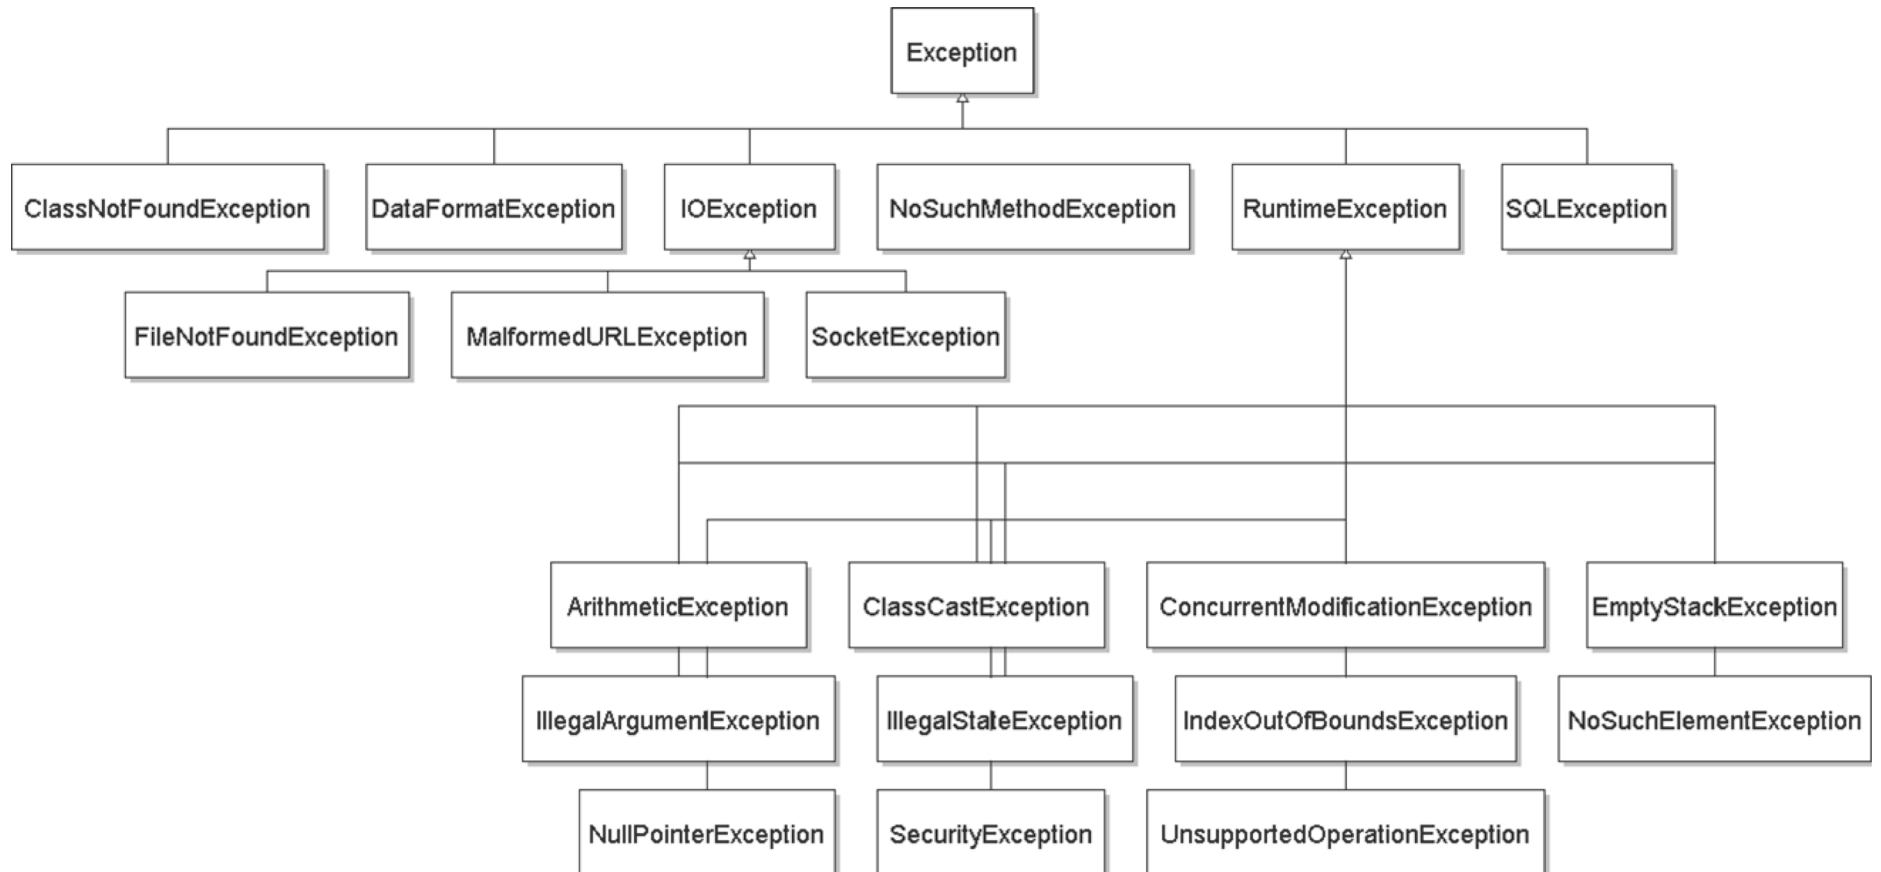 Exception
ClassNotFoundException
DataFormatException
IOException
NoSuchMethodException
RuntimeException
SQLException
FileNotFoundException
MalformedURLException
SocketException
ArithmeticException
ClassCastException
ConcurrentModificationException
EmptyStackException
IllegalArgumentException
IllegalStateException
IndexOutOfBoundsException
NoSuchElementException
NullPointerException
SecurityException
UnsupportedOperationException